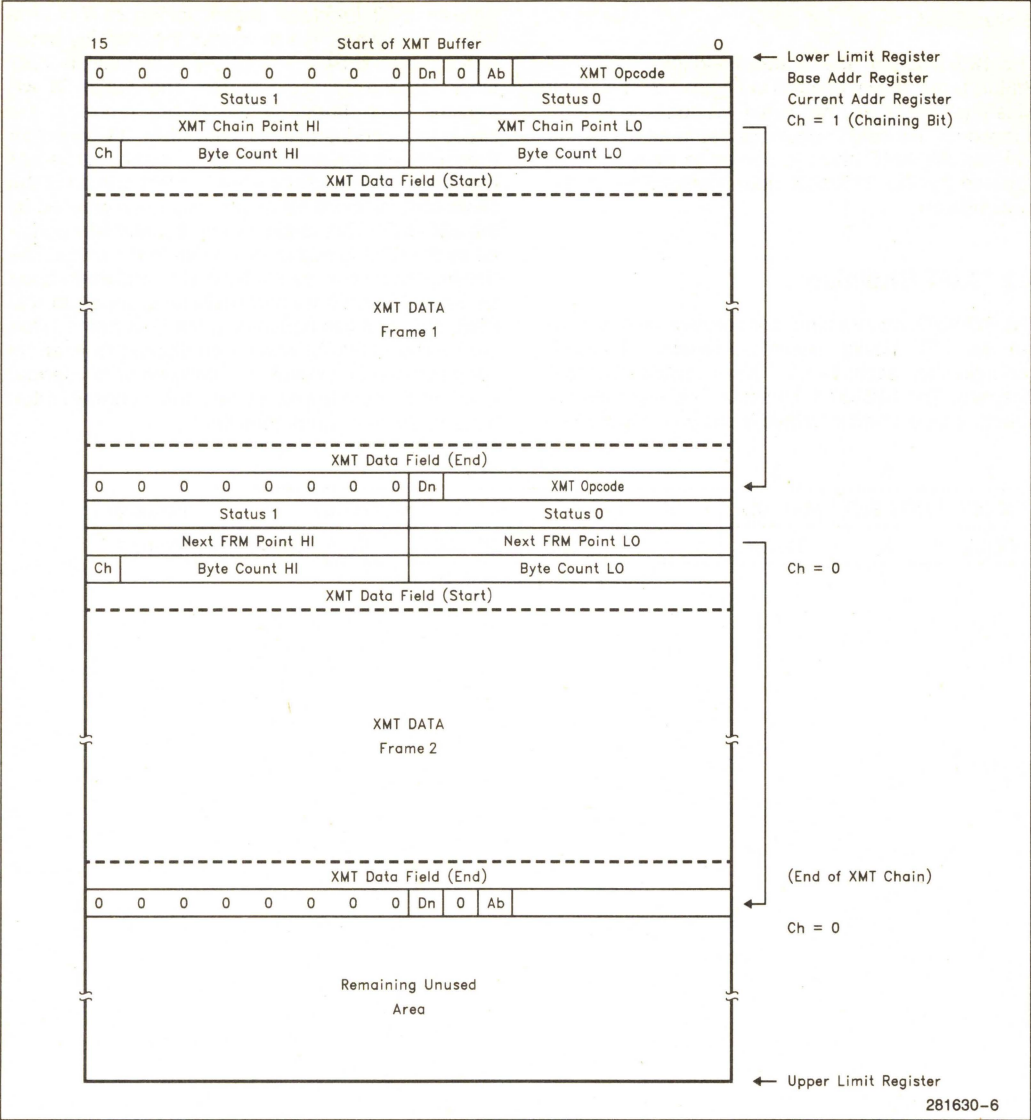 15 Start of XMT Buffer 0
← Lower Limit Register
0 0 0 0 0 0 0 0 Dn 0 Ab XMT Opcode
Base Addr Register
Status 1 Status 0
Current Addr Register
XMT Chain Point HI XMT Chain Point LO
Ch = 1 (Chaining Bit)
Ch Byte Count HI Byte Count LO
XMT Data Field (Start)
XMT DATA
Frame 1
XMT Data Field (End)
0 0 0 0 0 0 0 0 Dn XMT Opcode
Status 1 Status 0
Next FRM Point HI Next FRM Point LO
Ch Byte Count HI Byte Count LO Ch = 0
XMT Data Field (Start)
XMT DATA
Frame 2
XMT Data Field (End) (End of XMT Chain)
0 0 0 0 0 0 0 0 Dn 0 Ab
Ch = 0
Remaining Unused
Area
← Upper Limit Register
281630-6